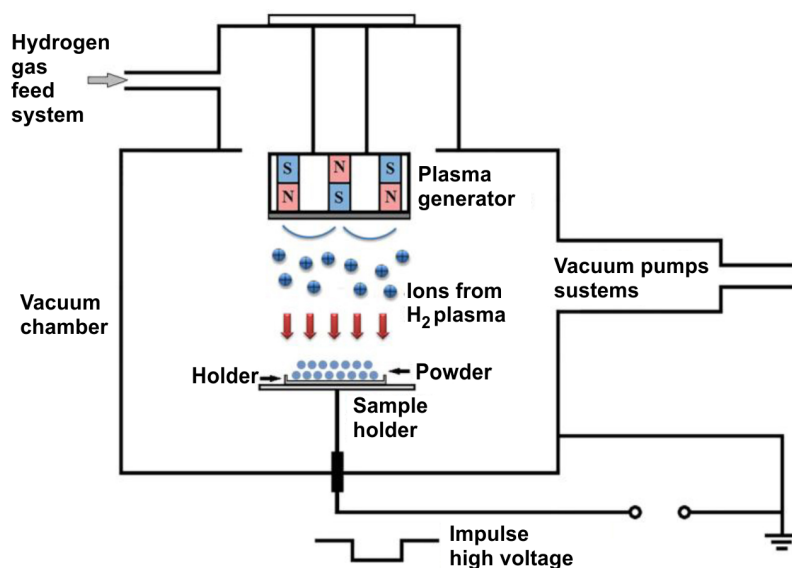 Hydrogen
gas
feed
system
S
N
S
N
S
N
Plasma
generator
Vacuum pumps
sustems
Ions from
H₂ plasma
Vacuum
chamber
Holder
Powder
Sample
holder
Impulse
high voltage